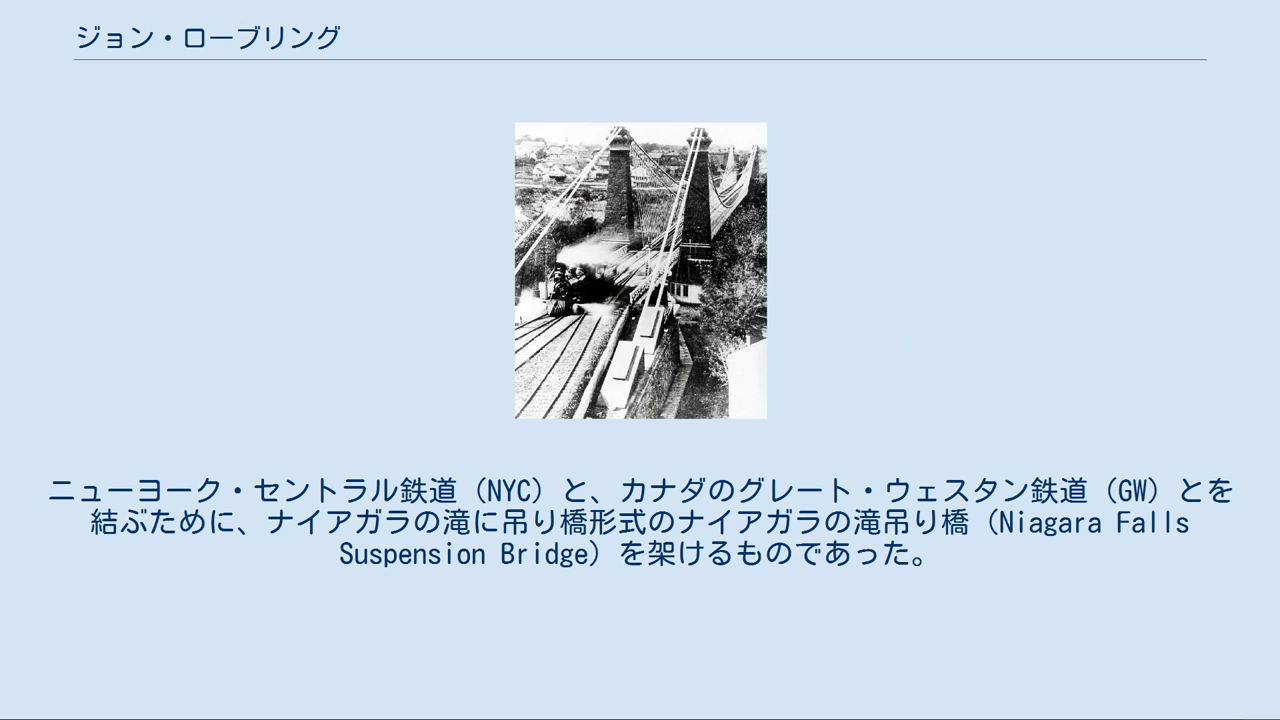 ジョン・ローブリング
ニューヨーク・セントラル鉄道（NYC）と、カナダのグレート・ウェスタン鉄道（GW）とを
結ぶために、ナイアガラの滝に吊り橋形式のナイアガラの滝吊り橋（Niagara Falls
Suspension Bridge）を架けるものであった。